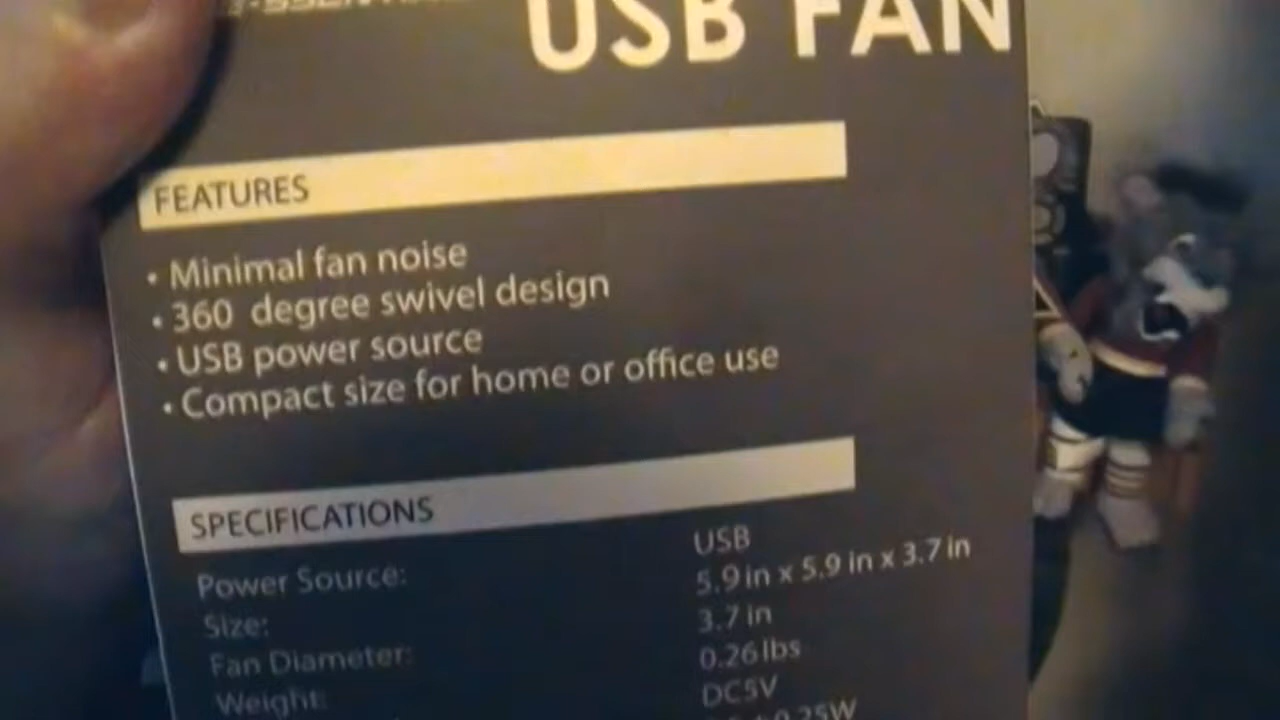 USB FAN
FEATURES
• Minimal fan noise
• 360 degree swivel design
• USB power source
• Compact size for home or office use
SPECIFICATIONS
Power Source: USB
Size: 5.9 in x 5.9 in x 3.7 in
Fan Diameter: 3.7 in
Weight: 0.26 lbs
DC5V
0.25W